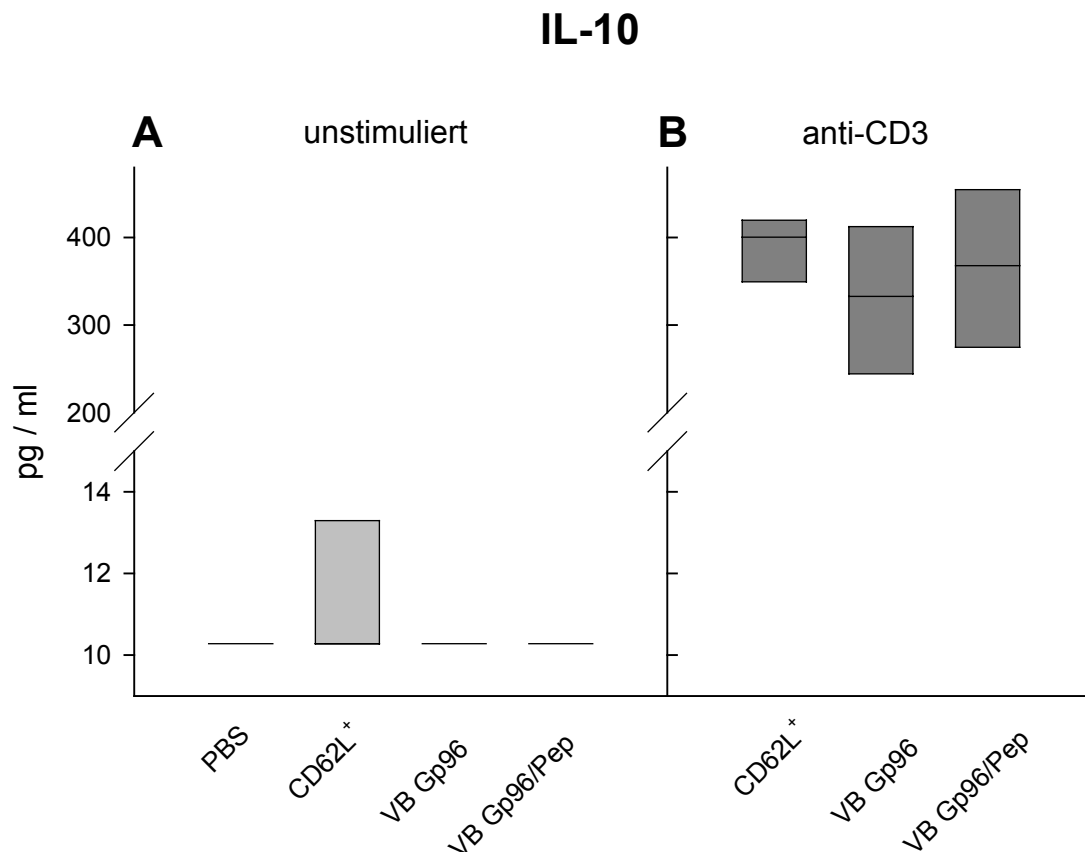 IL-10
A unstimuliert
B anti-CD3
pg / ml
400
300
200
14
12
10
PBS
CD62L⁺
VB Gp96
VB Gp96/Pep
CD62L⁺
VB Gp96
VB Gp96/Pep